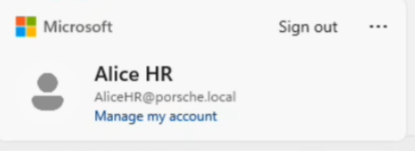 Microsoft Sign out ...
Alice HR
AliceHR@porsche.local
Manage my account